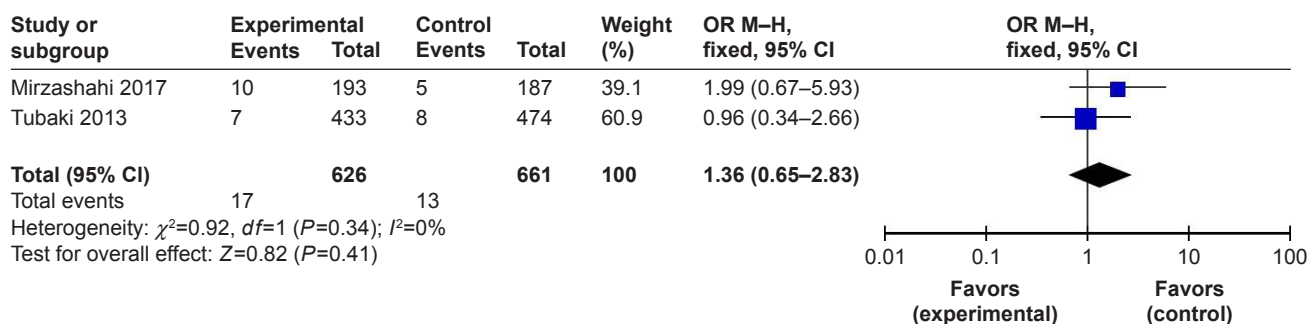 Study or Experimental Control Weight OR M–H, OR M–H,
subgroup Events Total Events Total (%) fixed, 95% CI fixed, 95% CI
Mirzashahi 2017 10 193 5 187 39.1 1.99 (0.67–5.93)
Tubaki 2013 7 433 8 474 60.9 0.96 (0.34–2.66)
Total (95% CI) 626 661 100 1.36 (0.65–2.83)
Total events 17 13
Heterogeneity: χ²=0.92, df=1 (P=0.34); I²=0%
Test for overall effect: Z=0.82 (P=0.41)
0.01 0.1 1 10 100
Favors Favors
(experimental) (control)